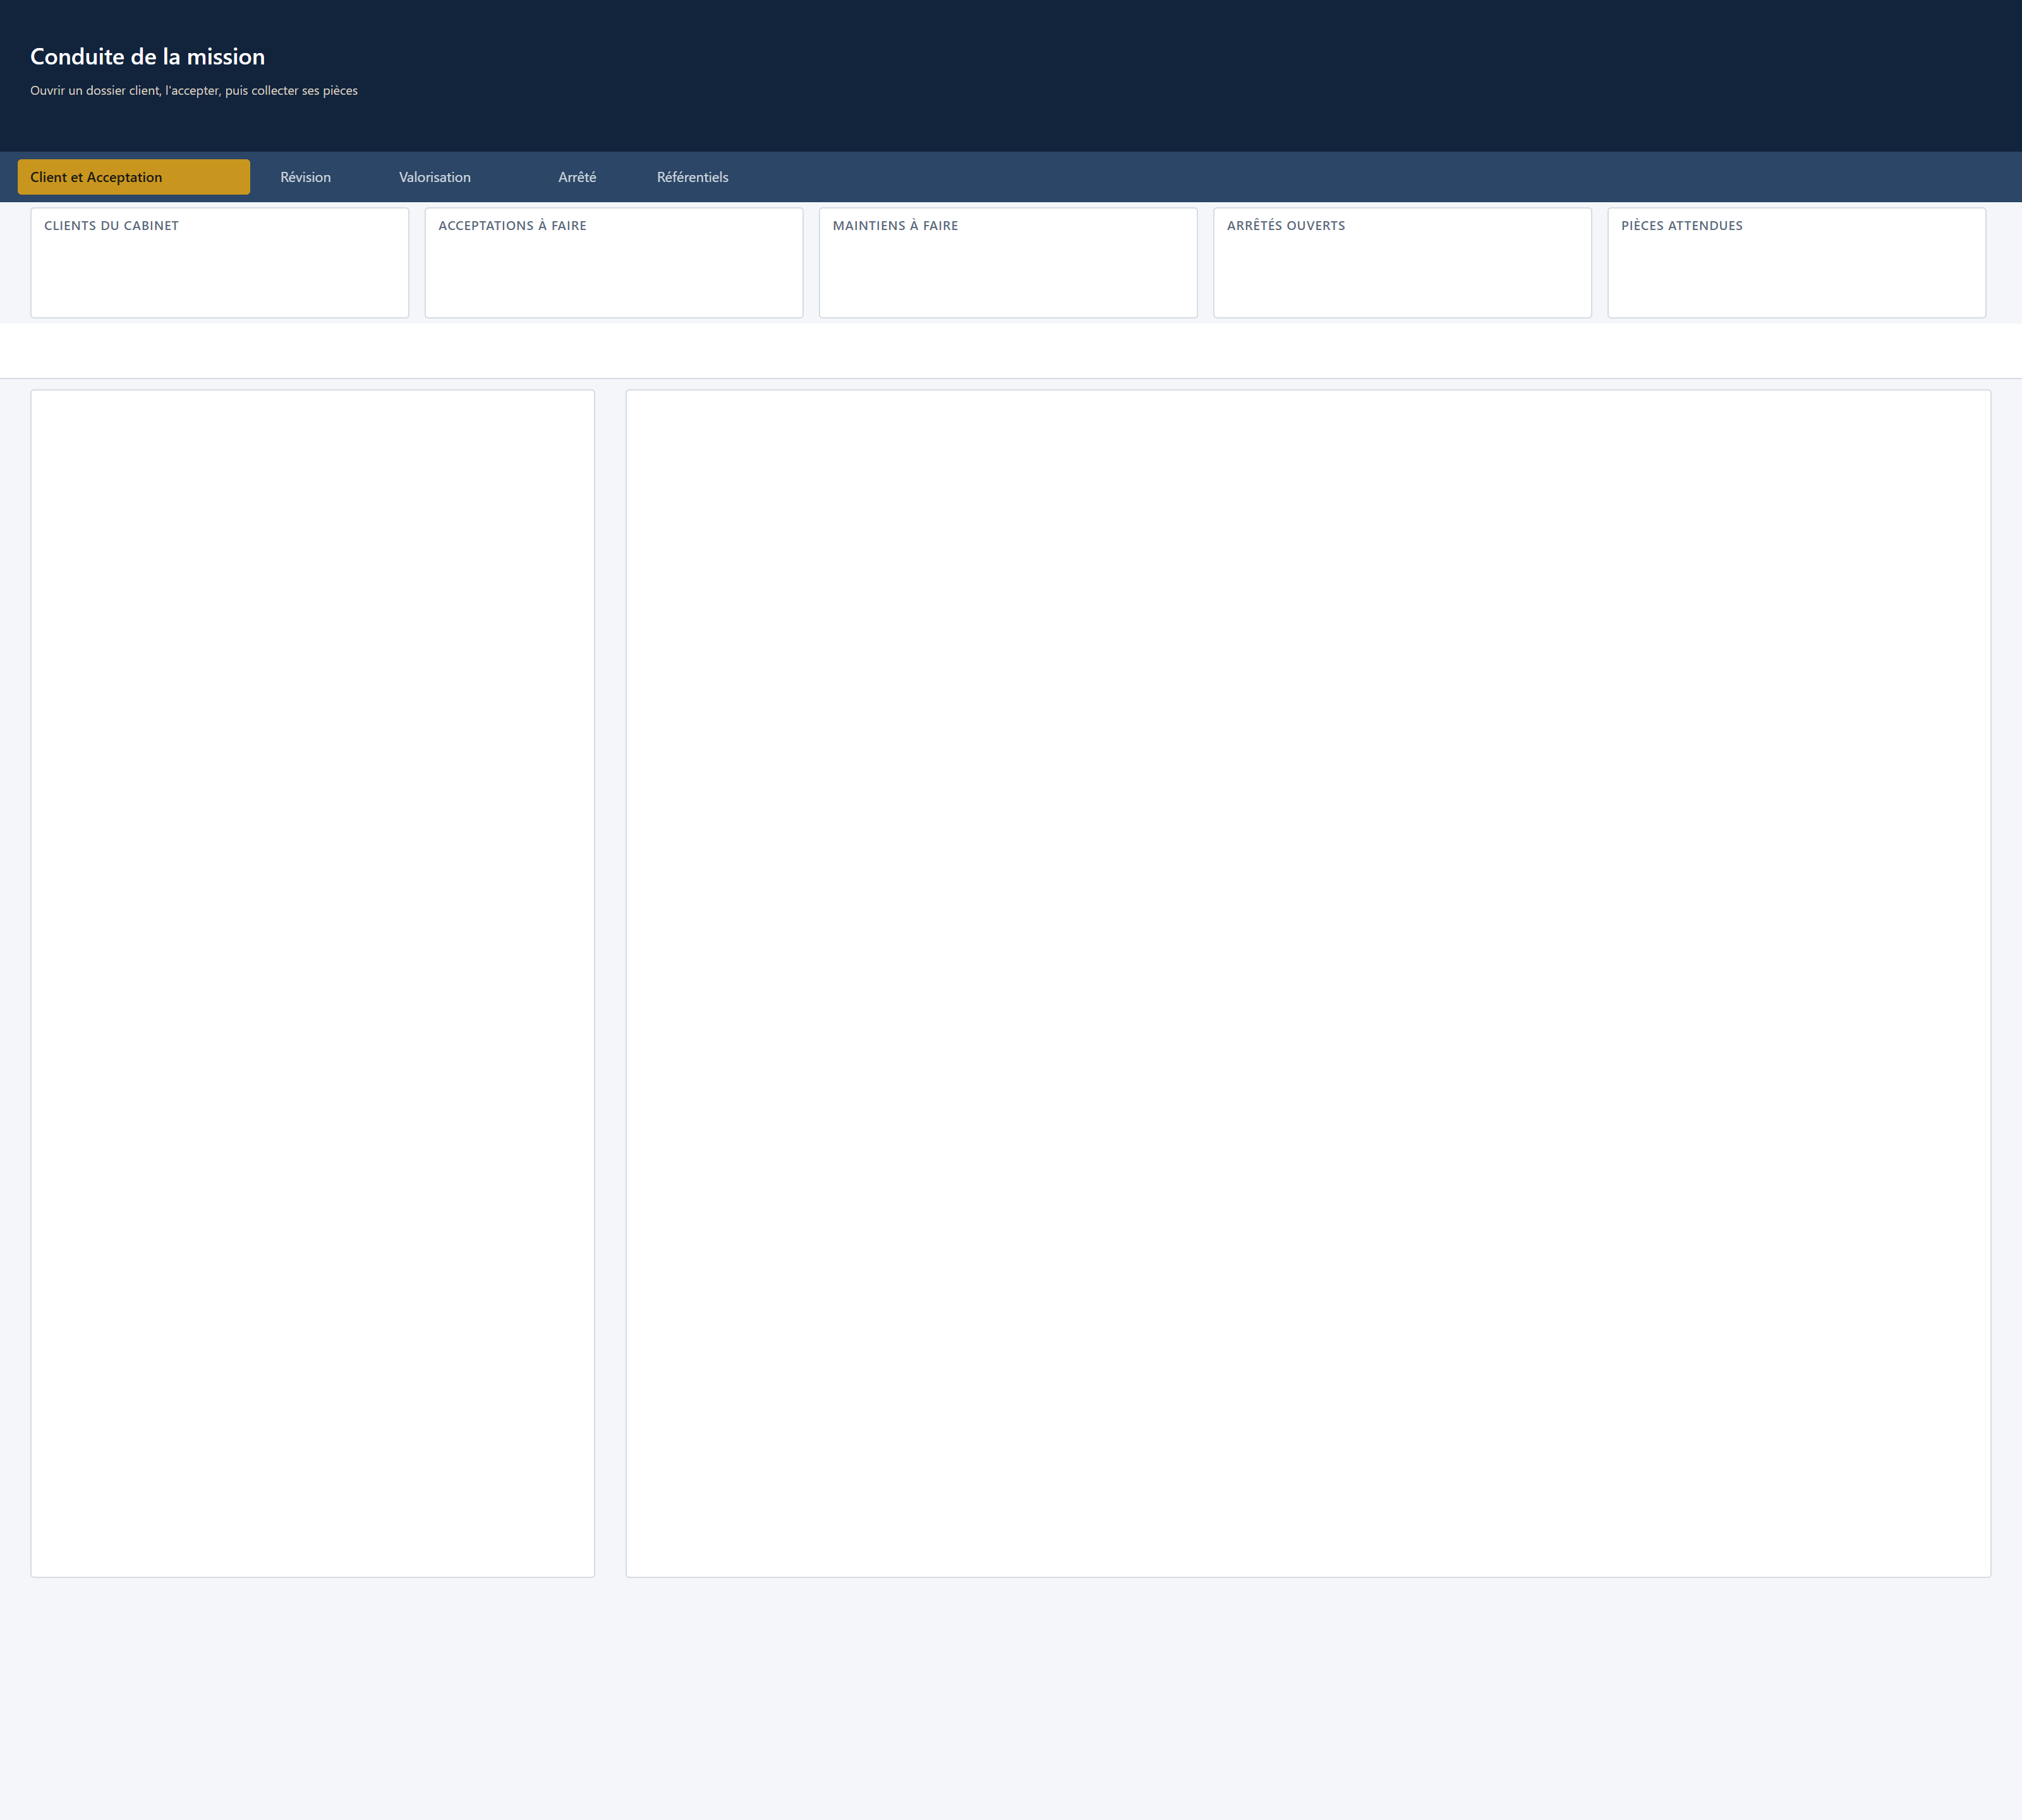 Conduite de la mission
Ouvrir un dossier client, l'accepter, puis collecter ses pièces
Client et Acceptation
Révision
Valorisation
Arrêté
Référentiels
CLIENTS DU CABINET
ACCEPTATIONS À FAIRE
MAINTIENS À FAIRE
ARRÊTÉS OUVERTS
PIÈCES ATTENDUES